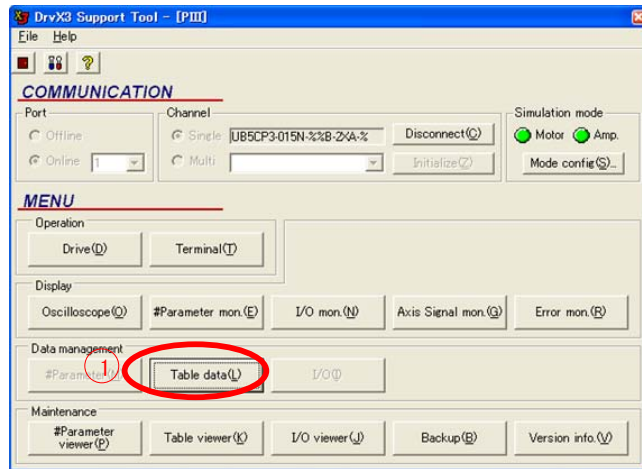 DrvX3 Support Tool - [PIII]
File Help
COMMUNICATION
Port
Offline
Online 1
Channel
Single UB5CP3-015N-%%B-2XA-% Disconnect(C)
Multi Initialize(Z)
Simulation mode
Motor Amp.
Mode config(S)...
MENU
Operation
Drive(D) Terminal(T)
Display
Oscilloscope(O) #Parameter mon.(E) I/O mon.(N) Axis Signal mon.(G) Error mon.(R)
Data management
#Parameter 1 Table data(L) I/O(I)
Maintenance
#Parameter viewer(P) Table viewer(K) I/O viewer(J) Backup(B) Version info.(V)